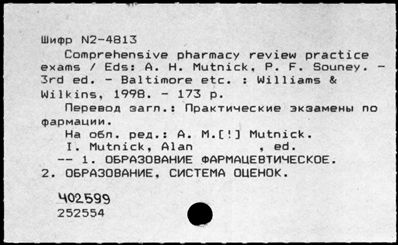 Шифр N2-4813
Comprehensive pharmacy review practice
exams / Eds: A. H. Mutnick, P. F. Souney. -
3rd ed. - Baltimore etc. : Williams &
Wilkins, 1998. - 173 p.
Перевод загл.: Практические экзамены по
фармации.
На обл. ред.: A. M.[!] Mutnick.
I. Mutnick, Alan , ed.
-- 1. ОБРАЗОВАНИЕ ФАРМАЦЕВТИЧЕСКОЕ.
2. ОБРАЗОВАНИЕ, СИСТЕМА ОЦЕНОК.
402599
252554